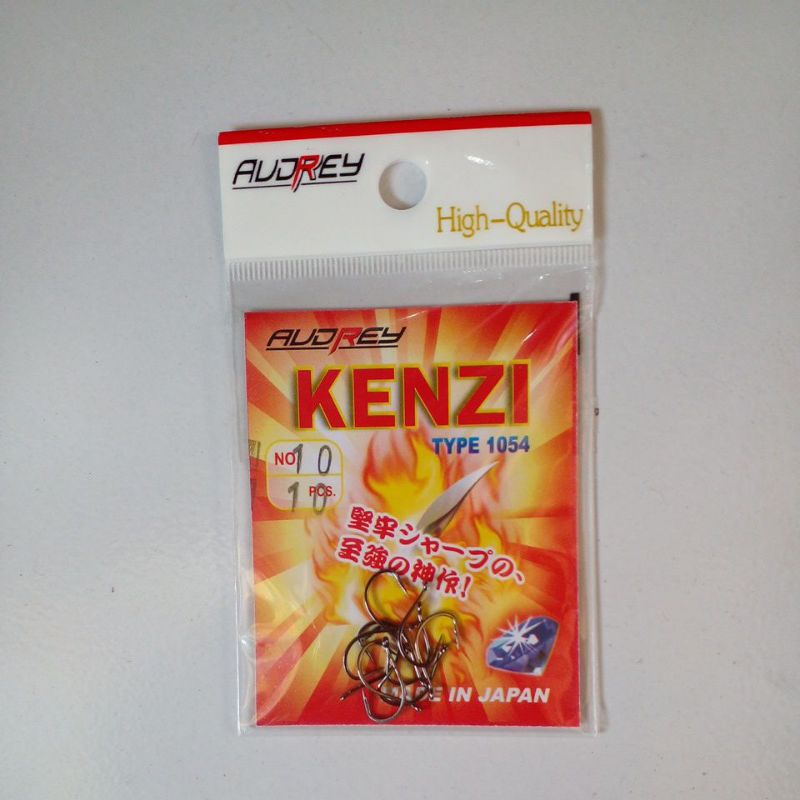 AUDREY
High-Quality
AUDREY
KENZI
TYPE 1054
NO 10
10 PCS.
堅牢シャープの、
至強の神作!
MADE IN JAPAN